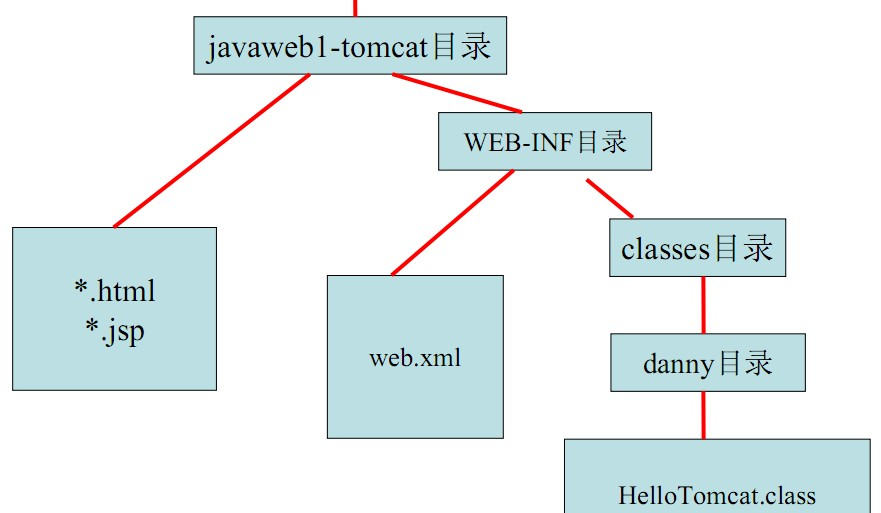 javaweb1-tomcat目录
WEB-INF目录
classes目录
*.html
*.jsp
web.xml
danny目录
HelloTomcat.class